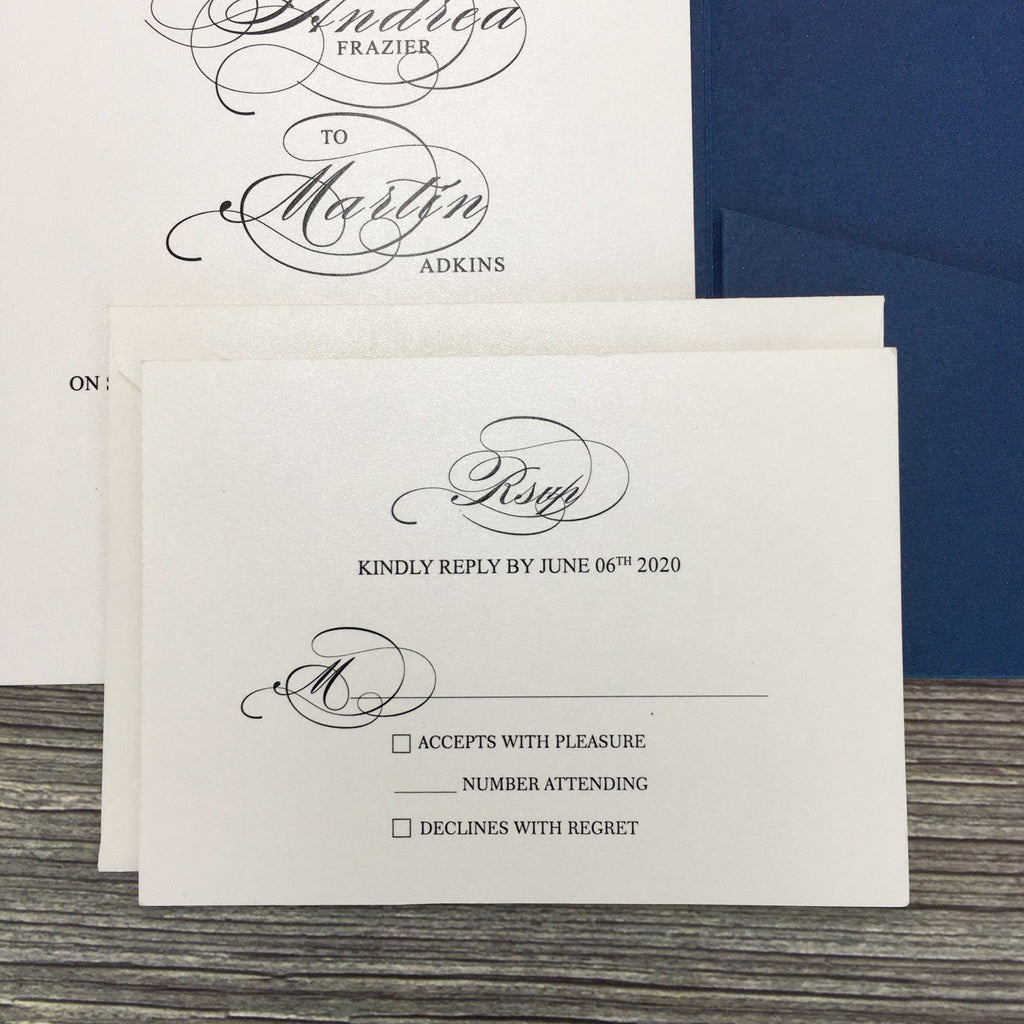 Andrea
FRAZIER
TO
Martin
ADKINS
ON
Rsvp
KINDLY REPLY BY JUNE 06TH 2020
M
ACCEPTS WITH PLEASURE
NUMBER ATTENDING
DECLINES WITH REGRET